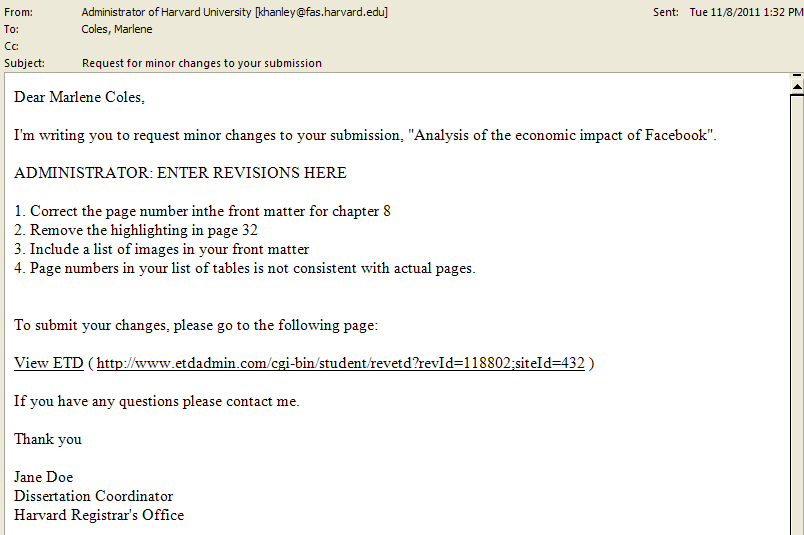 From: Administrator of Harvard University [khanley@fas.harvard.edu] Sent: Tue 11/8/2011 1:32 PM
To: Coles, Marlene
Cc:
Subject: Request for minor changes to your submission
Dear Marlene Coles,
I'm writing you to request minor changes to your submission, "Analysis of the economic impact of Facebook".
ADMINISTRATOR: ENTER REVISIONS HERE
1. Correct the page number inthe front matter for chapter 8
2. Remove the highlighting in page 32
3. Include a list of images in your front matter
4. Page numbers in your list of tables is not consistent with actual pages.
To submit your changes, please go to the following page:
View ETD ( http://www.etdadmin.com/cgi-bin/student/revetd?revId=118802;siteId=432 )
If you have any questions please contact me.
Thank you
Jane Doe
Dissertation Coordinator
Harvard Registrar's Office